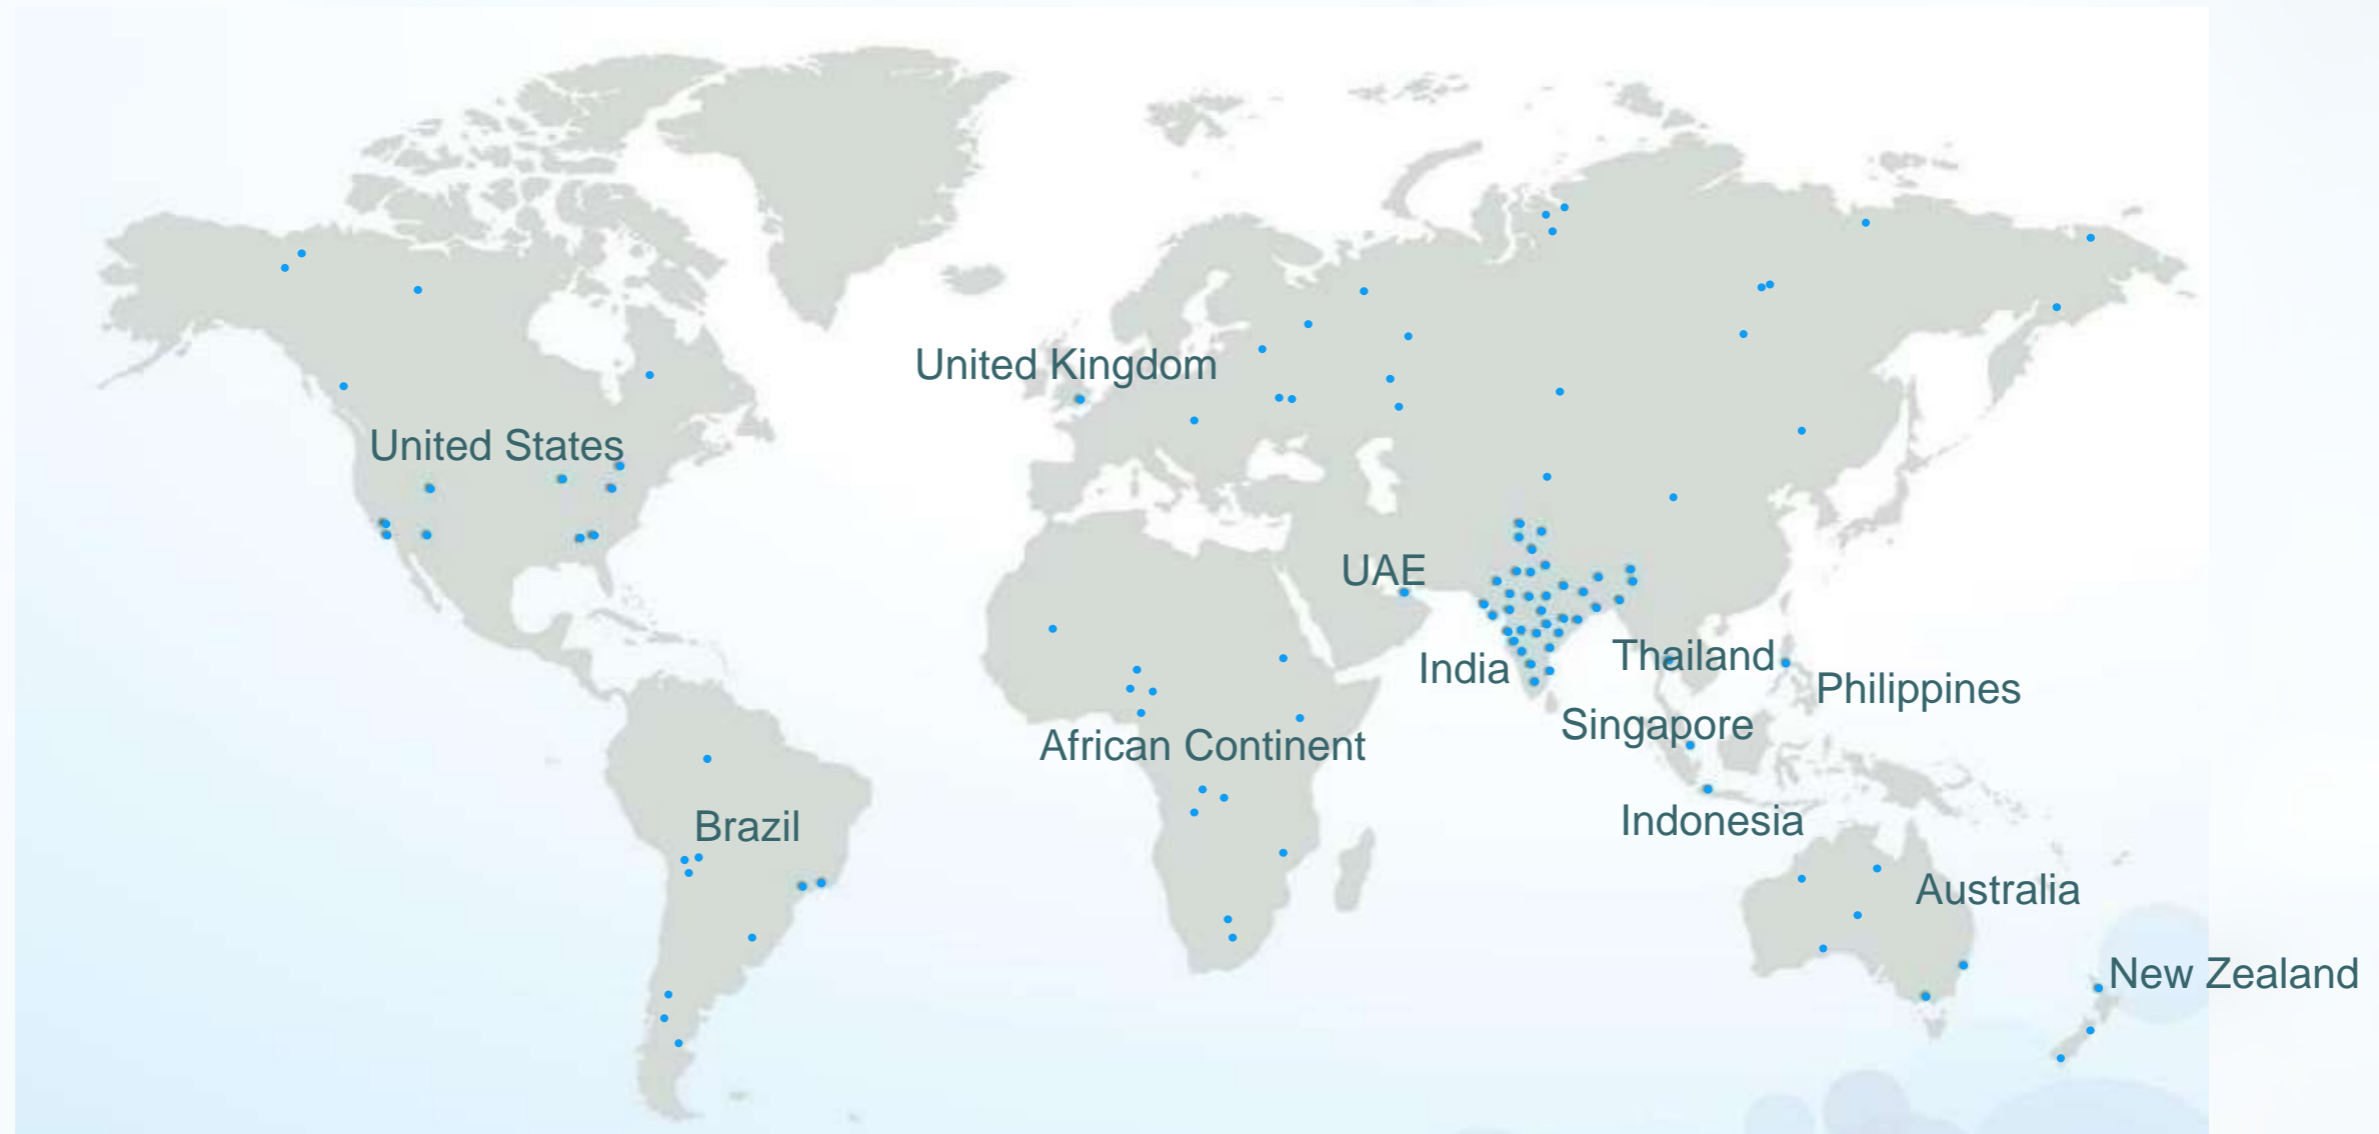 United Kingdom
United States
UAE
India
Thailand
Philippines
Singapore
African Continent
Indonesia
Brazil
Australia
New Zealand